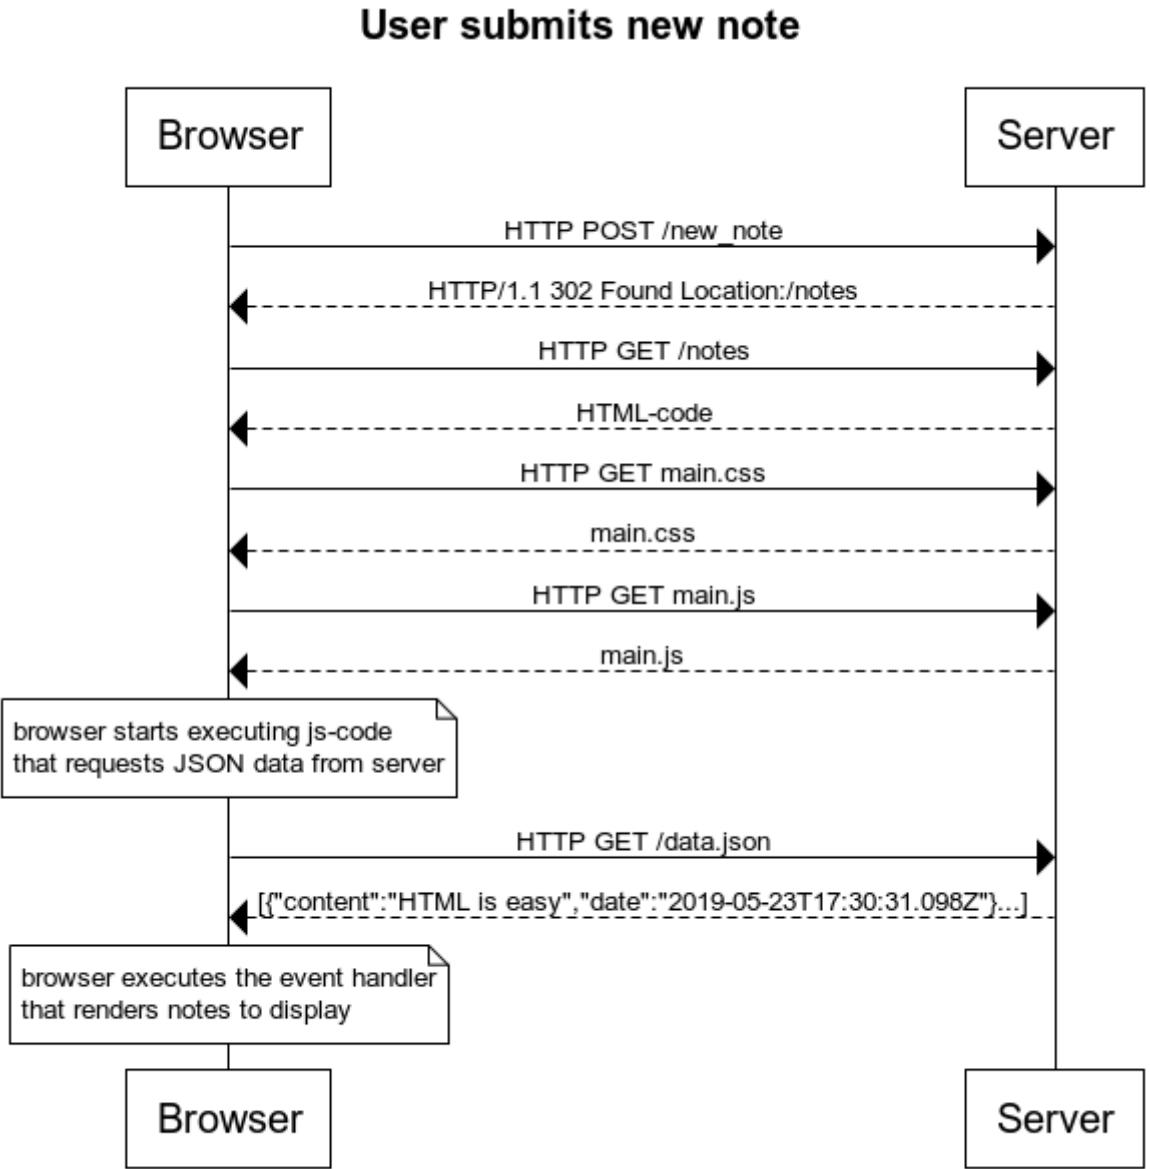 User submits new note
Browser
Server
HTTP POST /new_note
HTTP/1.1 302 Found Location:/notes
HTTP GET /notes
HTML-code
HTTP GET main.css
main.css
HTTP GET main.js
main.js
browser starts executing js-code
that requests JSON data from server
HTTP GET /data.json
[{"content":"HTML is easy","date":"2019-05-23T17:30:31.098Z"}...]
browser executes the event handler
that renders notes to display
Browser
Server